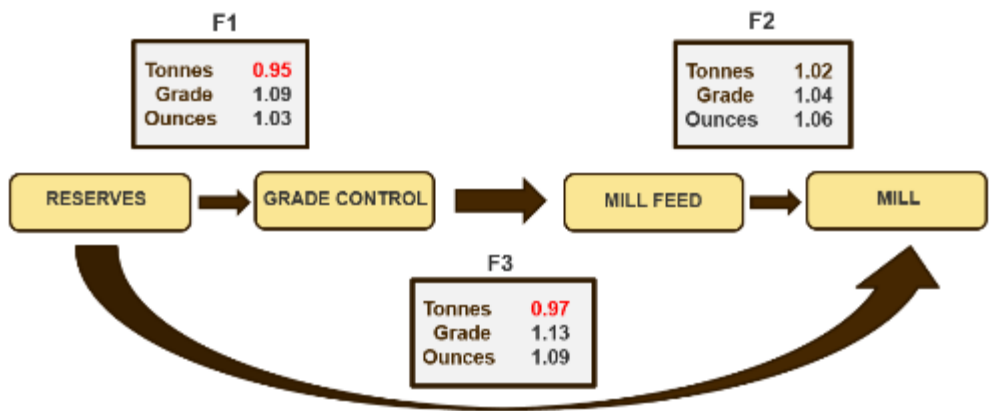 F1
Tonnes 0.95
Grade 1.09
Ounces 1.03
F2
Tonnes 1.02
Grade 1.04
Ounces 1.06
RESERVES
GRADE CONTROL
MILL FEED
MILL
F3
Tonnes 0.97
Grade 1.13
Ounces 1.09